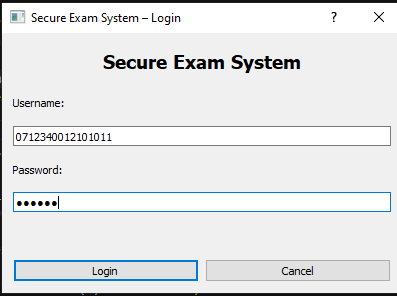 Secure Exam System – Login
Secure Exam System
Username:
0712340012101011
Password:
●●●●●●
Login
Cancel